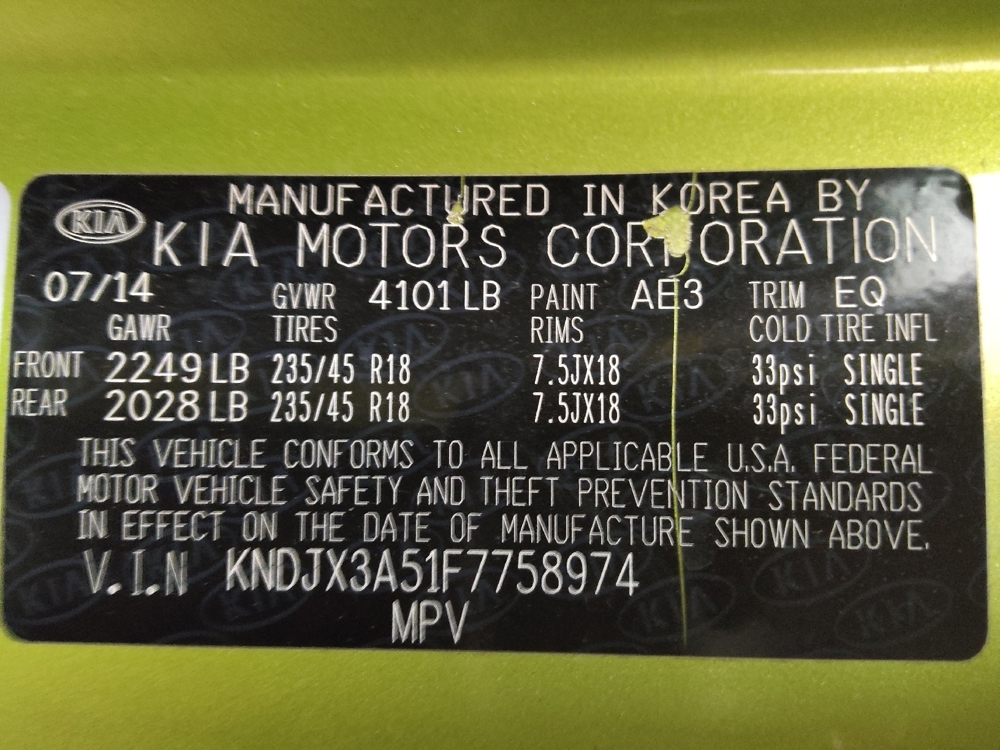 MANUFACTURED IN KOREA BY
KIA KIA MOTORS CORPORATION
07/14 GVWR 4101 LB PAINT AE3 TRIM EQ
GAWR TIRES RIMS COLD TIRE INFL
FRONT 2249 LB 235/45 R18 7.5JX18 33psi SINGLE
REAR 2028 LB 235/45 R18 7.5JX18 33psi SINGLE
THIS VEHICLE CONFORMS TO ALL APPLICABLE U.S.A. FEDERAL
MOTOR VEHICLE SAFETY AND THEFT PREVENTION STANDARDS
IN EFFECT ON THE DATE OF MANUFACTURE SHOWN ABOVE.
V.I.N KNDJX3A51F7758974
MPV